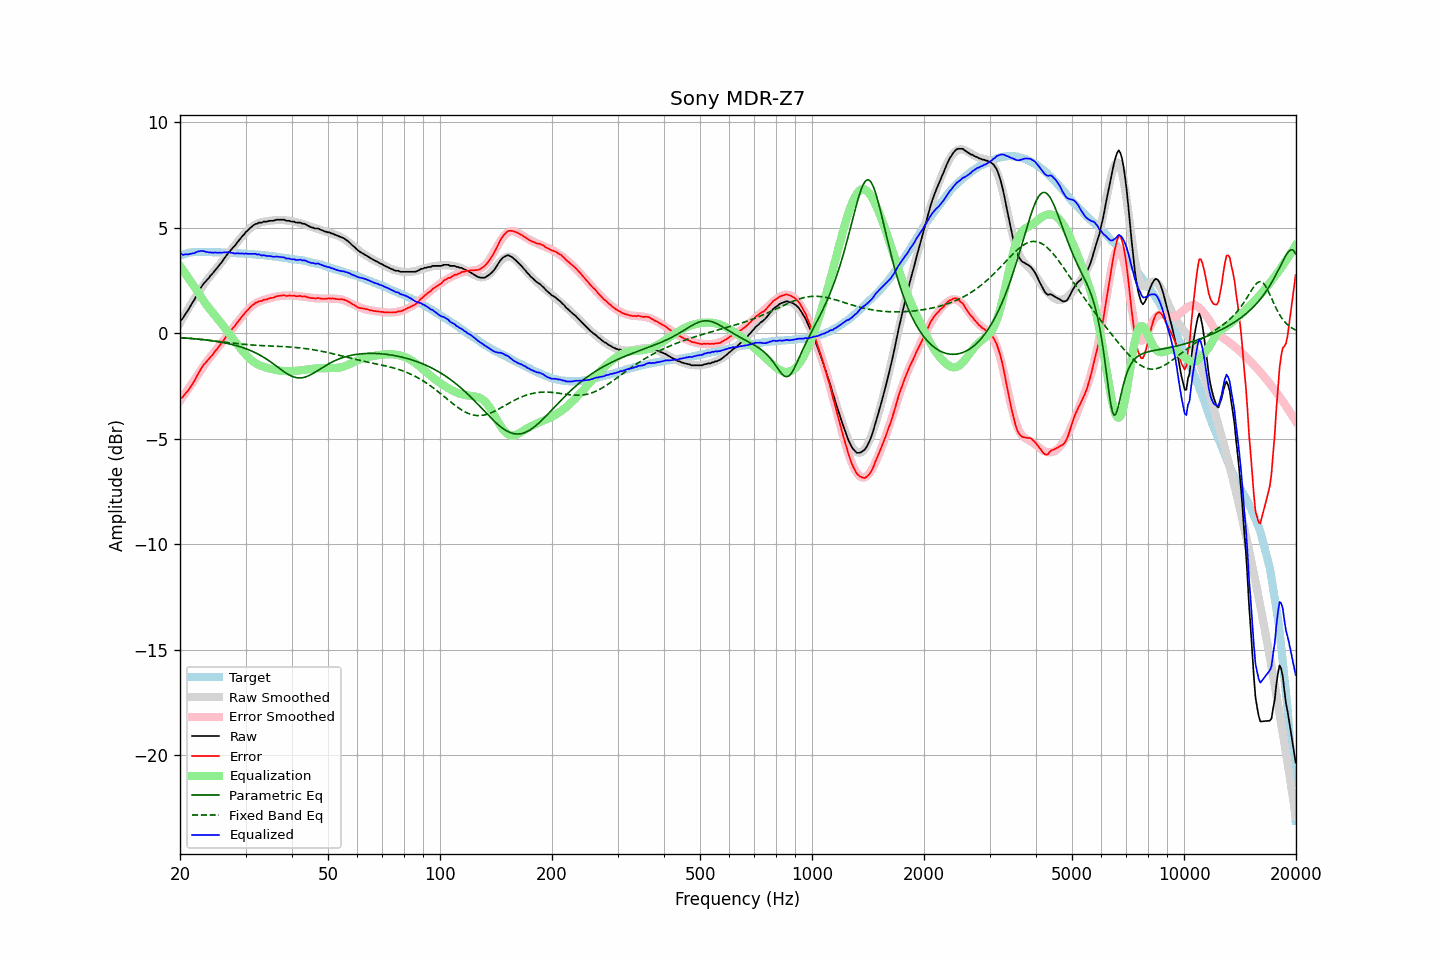 Sony MDR-Z7
10
5
0
−5
−10
−15
−20
Amplitude (dBr)
Target
Raw Smoothed
Error Smoothed
Raw
Error
Equalization
Parametric Eq
Fixed Band Eq
Equalized
20 50 100 200 500 1000 2000 5000 10000 20000
Frequency (Hz)